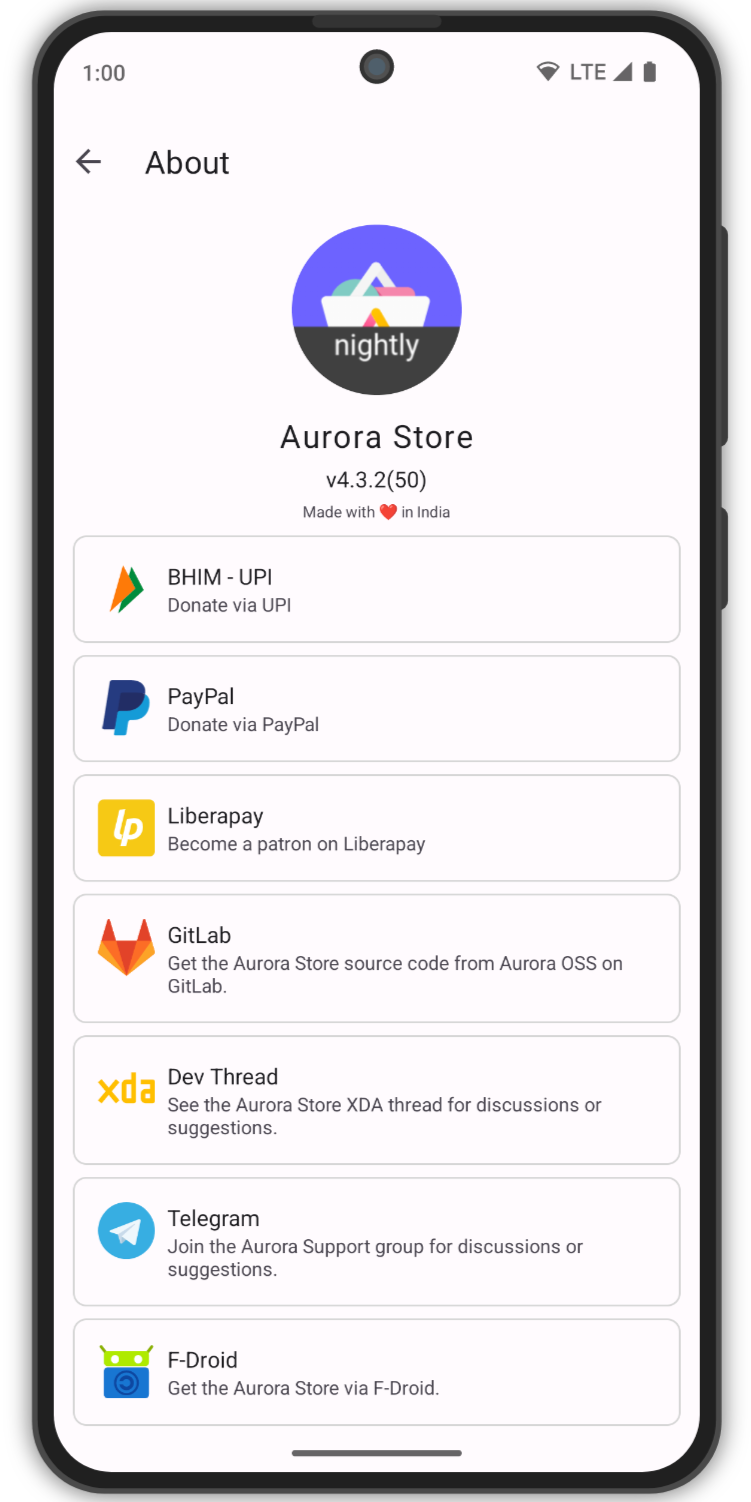 1:00
LTE
About
nightly
Aurora Store
v4.3.2(50)
Made with ❤️ in India
BHIM - UPI
Donate via UPI
PayPal
Donate via PayPal
lp
Liberapay
Become a patron on Liberapay
GitLab
Get the Aurora Store source code from Aurora OSS on
GitLab.
xda
Dev Thread
See the Aurora Store XDA thread for discussions or
suggestions.
Telegram
Join the Aurora Support group for discussions or
suggestions.
F-Droid
Get the Aurora Store via F-Droid.